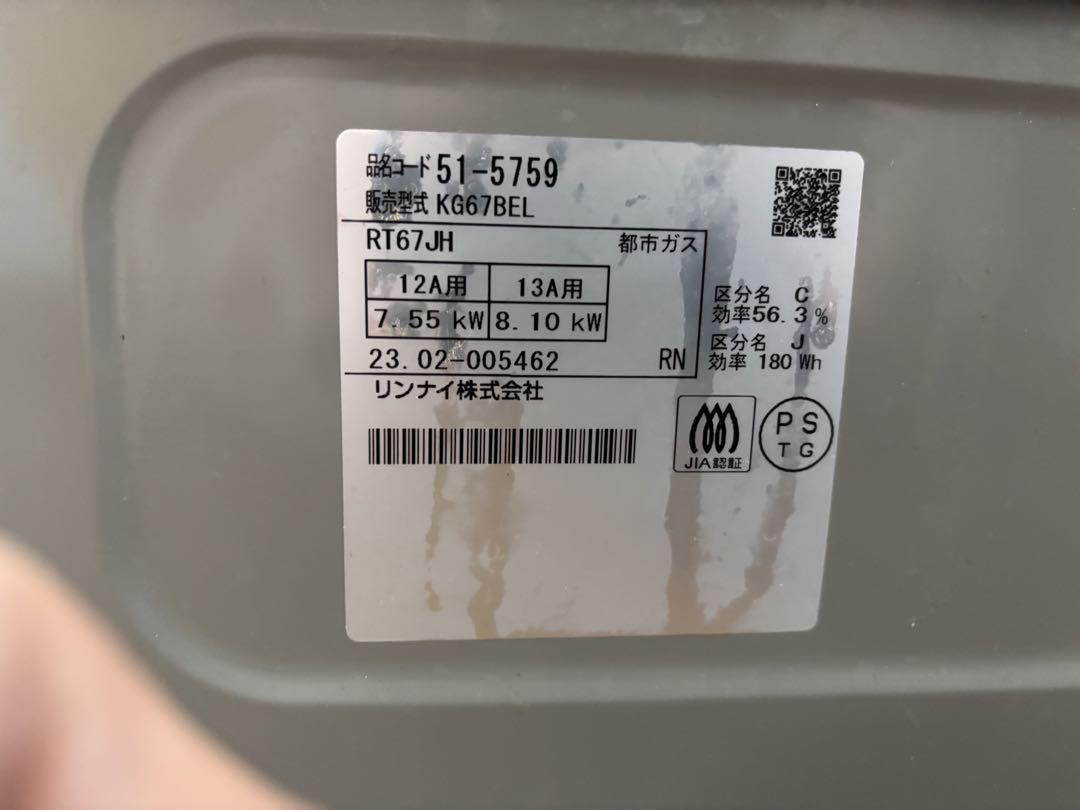 品名コード 51-5759
販売型式 KG67BEL
RT67JH 都市ガス
12A用 13A用
7.55 kW 8.10 kW
23.02-005462 RN
リンナイ株式会社
区分名 C
効率56.3%
区分名 J
効率 180 Wh
JIA認証
PS
TG